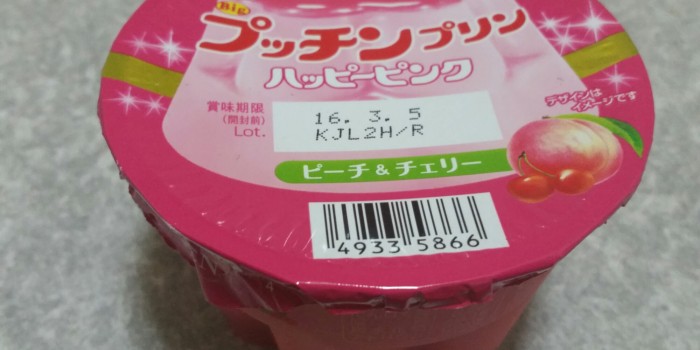 Big
プッチンプリン
ハッピーピンク
賞味期限
(開封前)
Lot.
16. 3. 5
KJL2H/R
デザインは
イメージです
ピーチ&チェリー
4933 5866